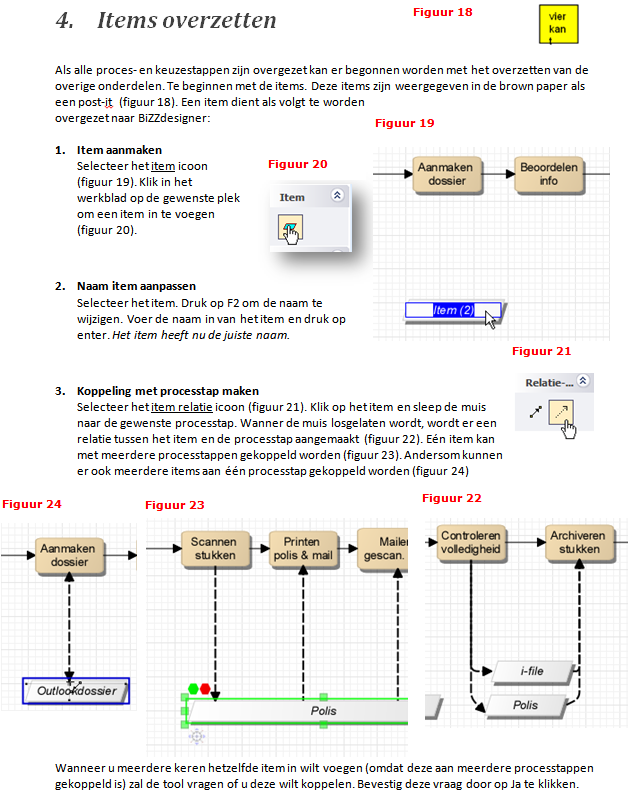 4. Items overzetten
Figuur 18
vier
kan
t
Als alle proces- en keuzestappen zijn overgezet kan er begonnen worden met het overzetten van de
overige onderdelen. Te beginnen met de items. Deze items zijn weergegeven in de brown paper als
een post-it (figuur 18). Een item dient als volgt te worden
overgezet naar BiZZdesigner:
Figuur 19
1. Item aanmaken
Selecteer het item icoon
(figuur 19). Klik in het
werkblad op de gewenste plek
om een item in te voegen
(figuur 20).
Figuur 20
Item
Aanmaken
dossier
Beoordelen
info
Item (2)
2. Naam item aanpassen
Selecteer het item. Druk op F2 om de naam te
wijzigen. Voer de naam in van het item en druk op
enter. Het item heeft nu de juiste naam.
Figuur 21
Relatie-...
3. Koppeling met processtap maken
Selecteer het item relatie icoon (figuur 21). Klik op het item en sleep de muis
naar de gewenste processtap. Wanner de muis losgelaten wordt, wordt er een
relatie tussen het item en de processtap aangemaakt (figuur 22). Eén item kan
met meerdere processtappen gekoppeld worden (figuur 23). Andersom kunnen
er ook meerdere items aan één processtap gekoppeld worden (figuur 24)
Figuur 24
Aanmaken
dossier
Outlookdossier
Figuur 23
Scannen
stukken
Printen
polis & mail
Mailen
gescan.
Polis
Figuur 22
Controleren
volledigheid
Archiveren
stukken
i-file
Polis
Wanneer u meerdere keren hetzelfde item in wilt voegen (omdat deze aan meerdere processtappen
gekoppeld is) zal de tool vragen of u deze wilt koppelen. Bevestig deze vraag door op Ja te klikken.